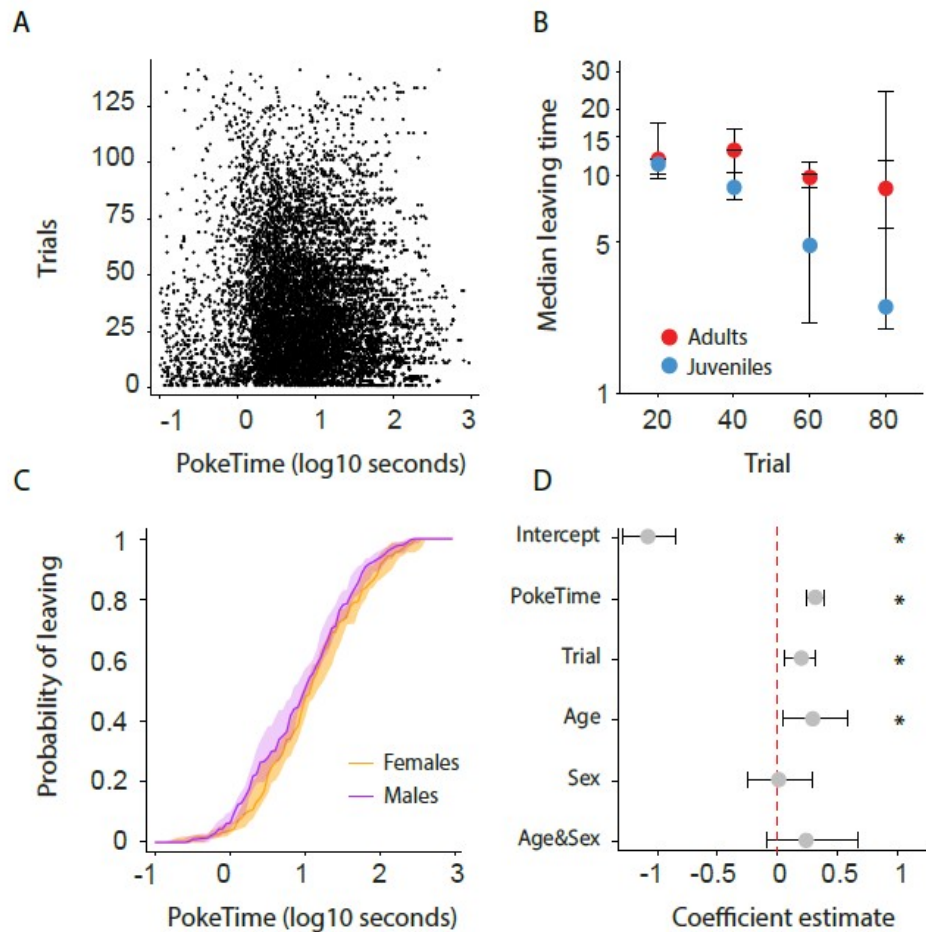 A
Trials
125
100
75
50
25
0
-1
0
1
2
3
PokeTime (log10 seconds)
B
Median leaving time
30
20
15
10
5
1
Adults
Juveniles
20
40
60
80
Trial
C
Probability of leaving
1
0.8
0.6
0.4
0.2
0
Females
Males
-1
0
1
2
3
PokeTime (log10 seconds)
D
Intercept
*
PokeTime
*
Trial
*
Age
*
Sex
Age&Sex
-1
-0.5
0
0.5
1
Coefficient estimate